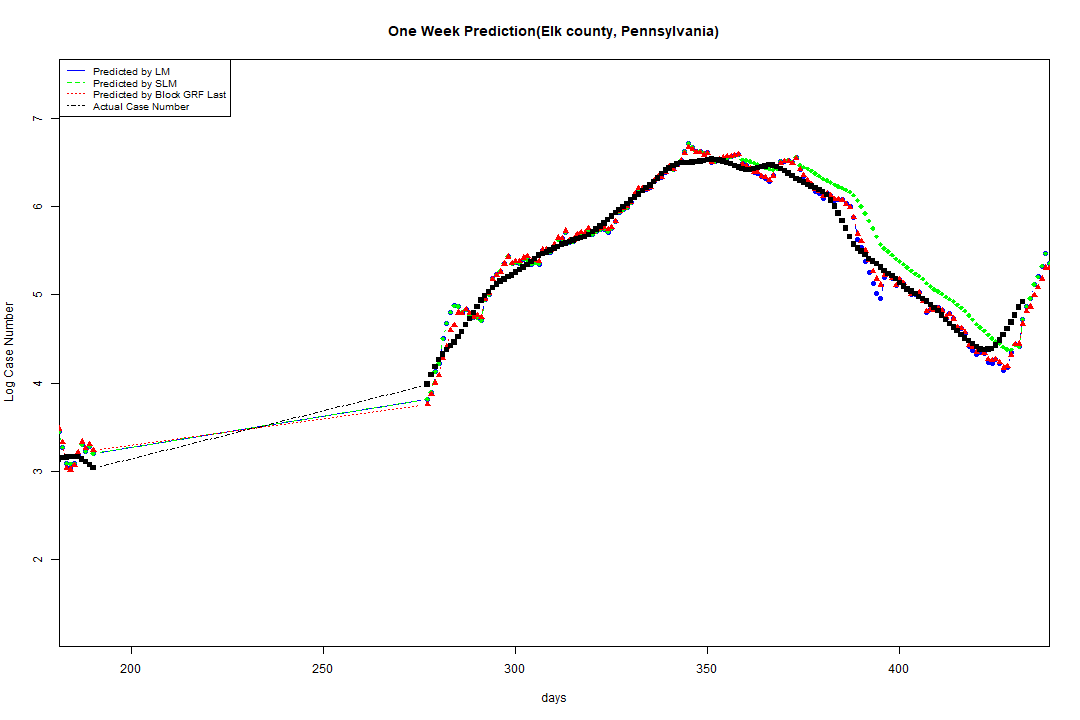 One Week Prediction(Elk county, Pennsylvania)
Predicted by LM
Predicted by SLM
Predicted by Block GRF Last
Actual Case Number
7
6
5
4
3
2
Log Case Number
200 250 300 350 400
days